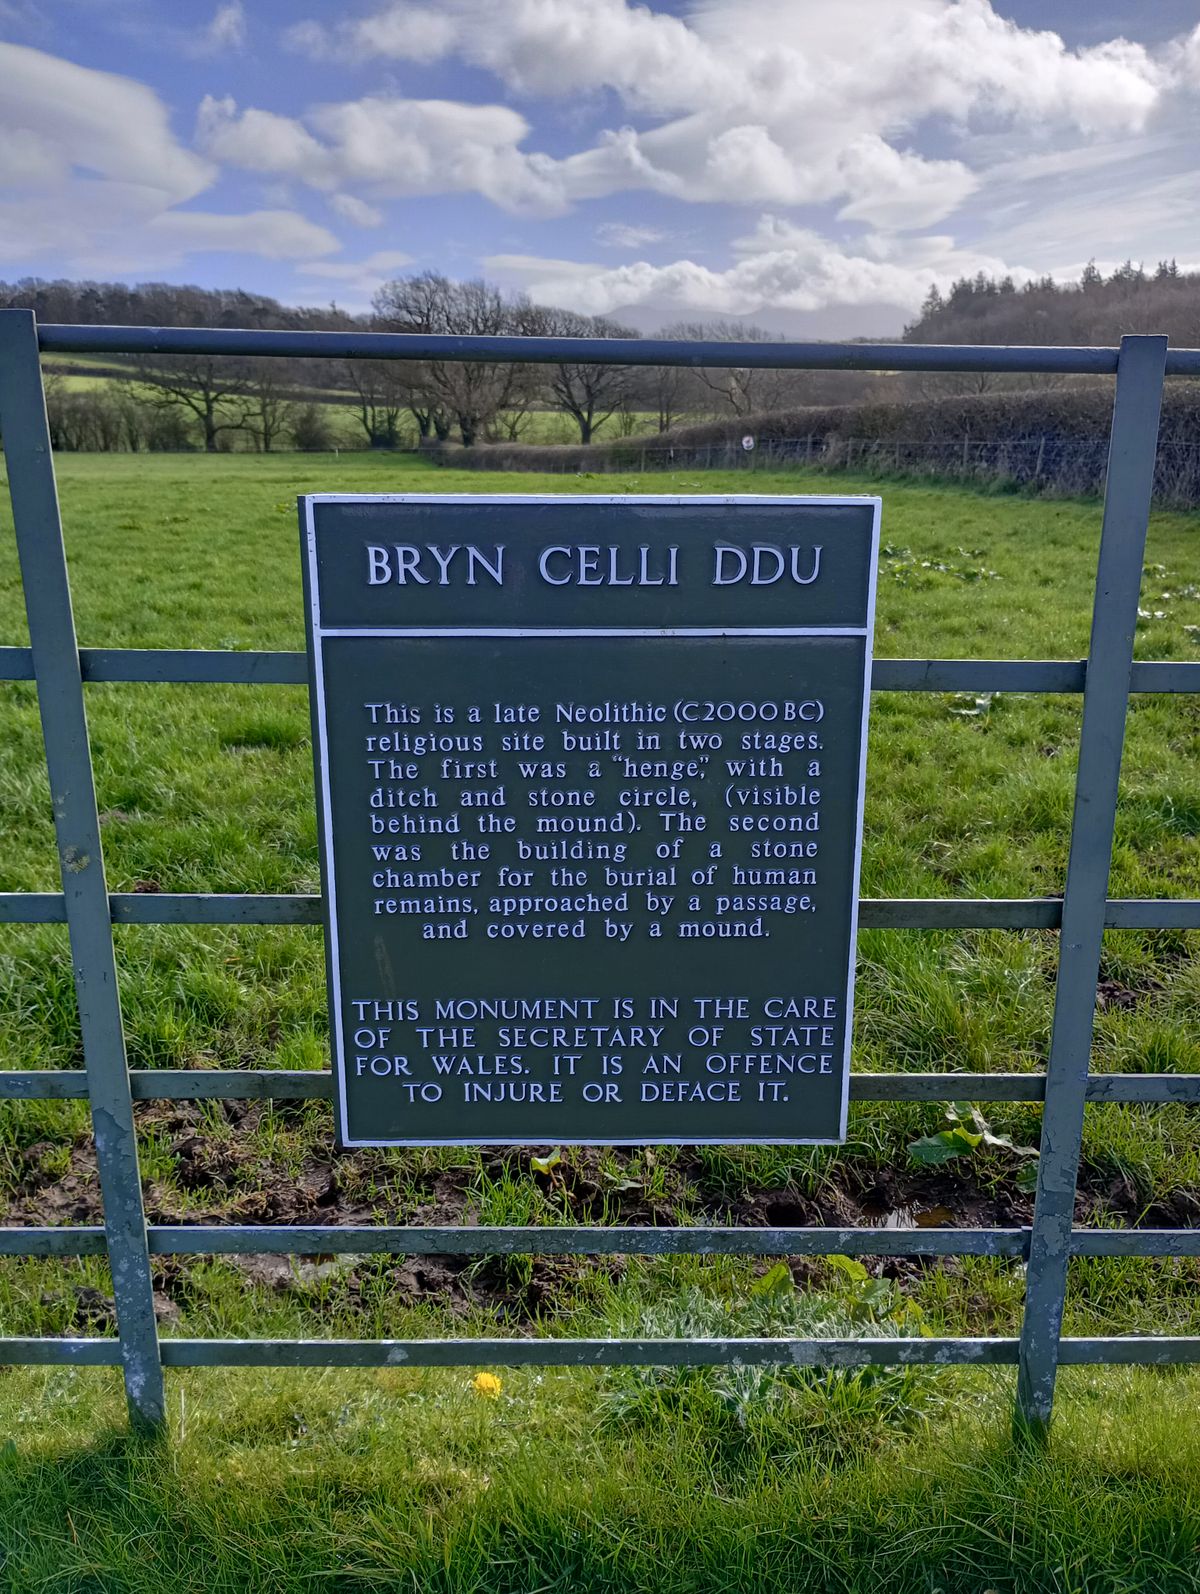 BRYN CELLI DDU
This is a late Neolithic (C2000 BC)
religious site built in two stages.
The first was a "henge", with a
ditch and stone circle, (visible
behind the mound). The second
was the building of a stone
chamber for the burial of human
remains, approached by a passage,
and covered by a mound.
THIS MONUMENT IS IN THE CARE
OF THE SECRETARY OF STATE
FOR WALES. IT IS AN OFFENCE
TO INJURE OR DEFACE IT.